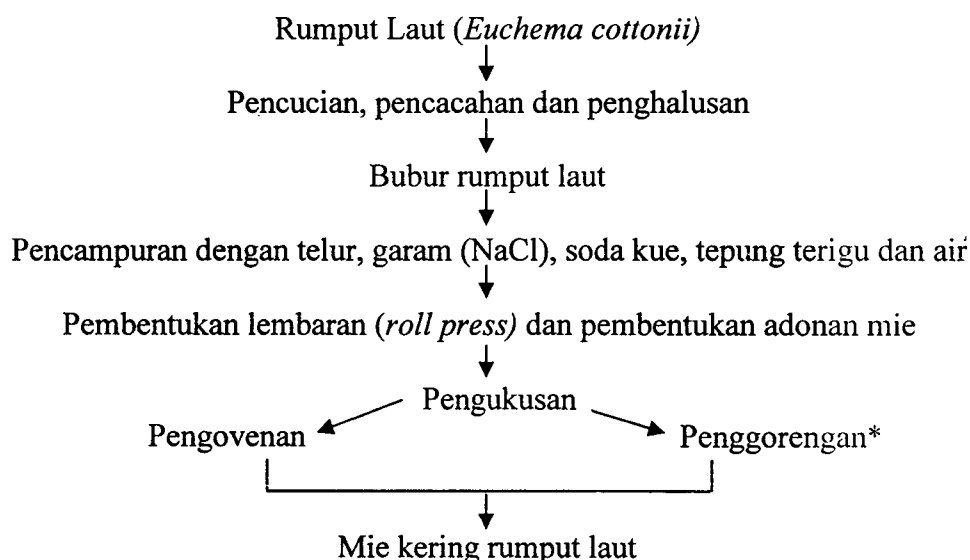 Rumput Laut (Euchema cottonii)
Pencucian, pencacahan dan penghalusan
Bubur rumput laut
Pencampuran dengan telur, garam (NaCl), soda kue, tepung terigu dan air
Pembentukan lembaran (roll press) dan pembentukan adonan mie
Pengukusan
Pengovenan Penggorengan*
Mie kering rumput laut